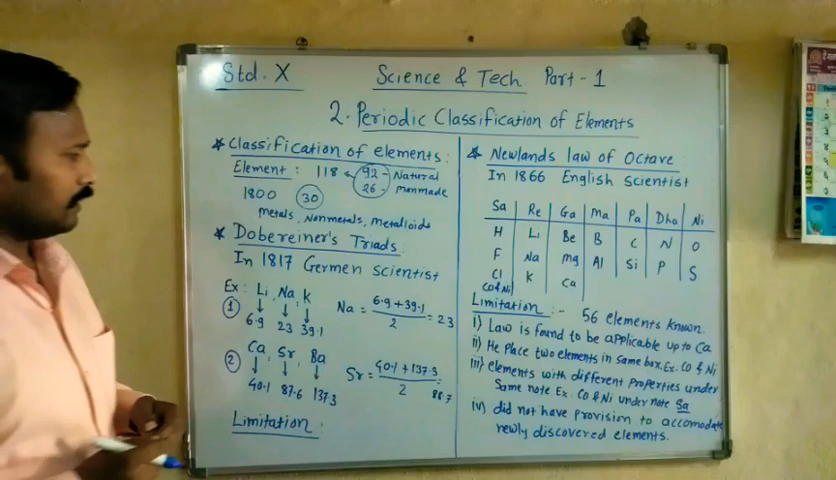 Std. X Science & Tech Part - 1
2. Periodic Classification of Elements
* Classification of elements:
Element : 118 92 - Natural
26 - manmade
1800 30
metals, Nonmetals, Metalloids
* Dobereiner's Triads:
In 1817 Germen scientist
Ex: Li, Na, K
1 ↓ ↓ ↓
6.9 23 39.1
Na = 6.9 + 39.1 / 2 = 23
2 Ca, Sr, Ba
↓ ↓ ↓
40.1 87.6 137.3
Sr = 40.1 + 137.3 / 2 = 88.7
Limitation:
* Newlands law of Octave:
In 1866 English scientist
Sa Re Ga Ma Pa Dha Ni
H Li Be B C N O
F Na Mg Al Si P S
Cl K Ca
Co & Ni
Limitation :- 56 elements known.
i) Law is found to be applicable up to Ca
ii) He Place two elements in same box. Ex. Co & Ni
iii) elements with different Properties under
Same note Ex. Co & Ni under note Sa
iv) did not have provision to accomodate
newly discovered elements.